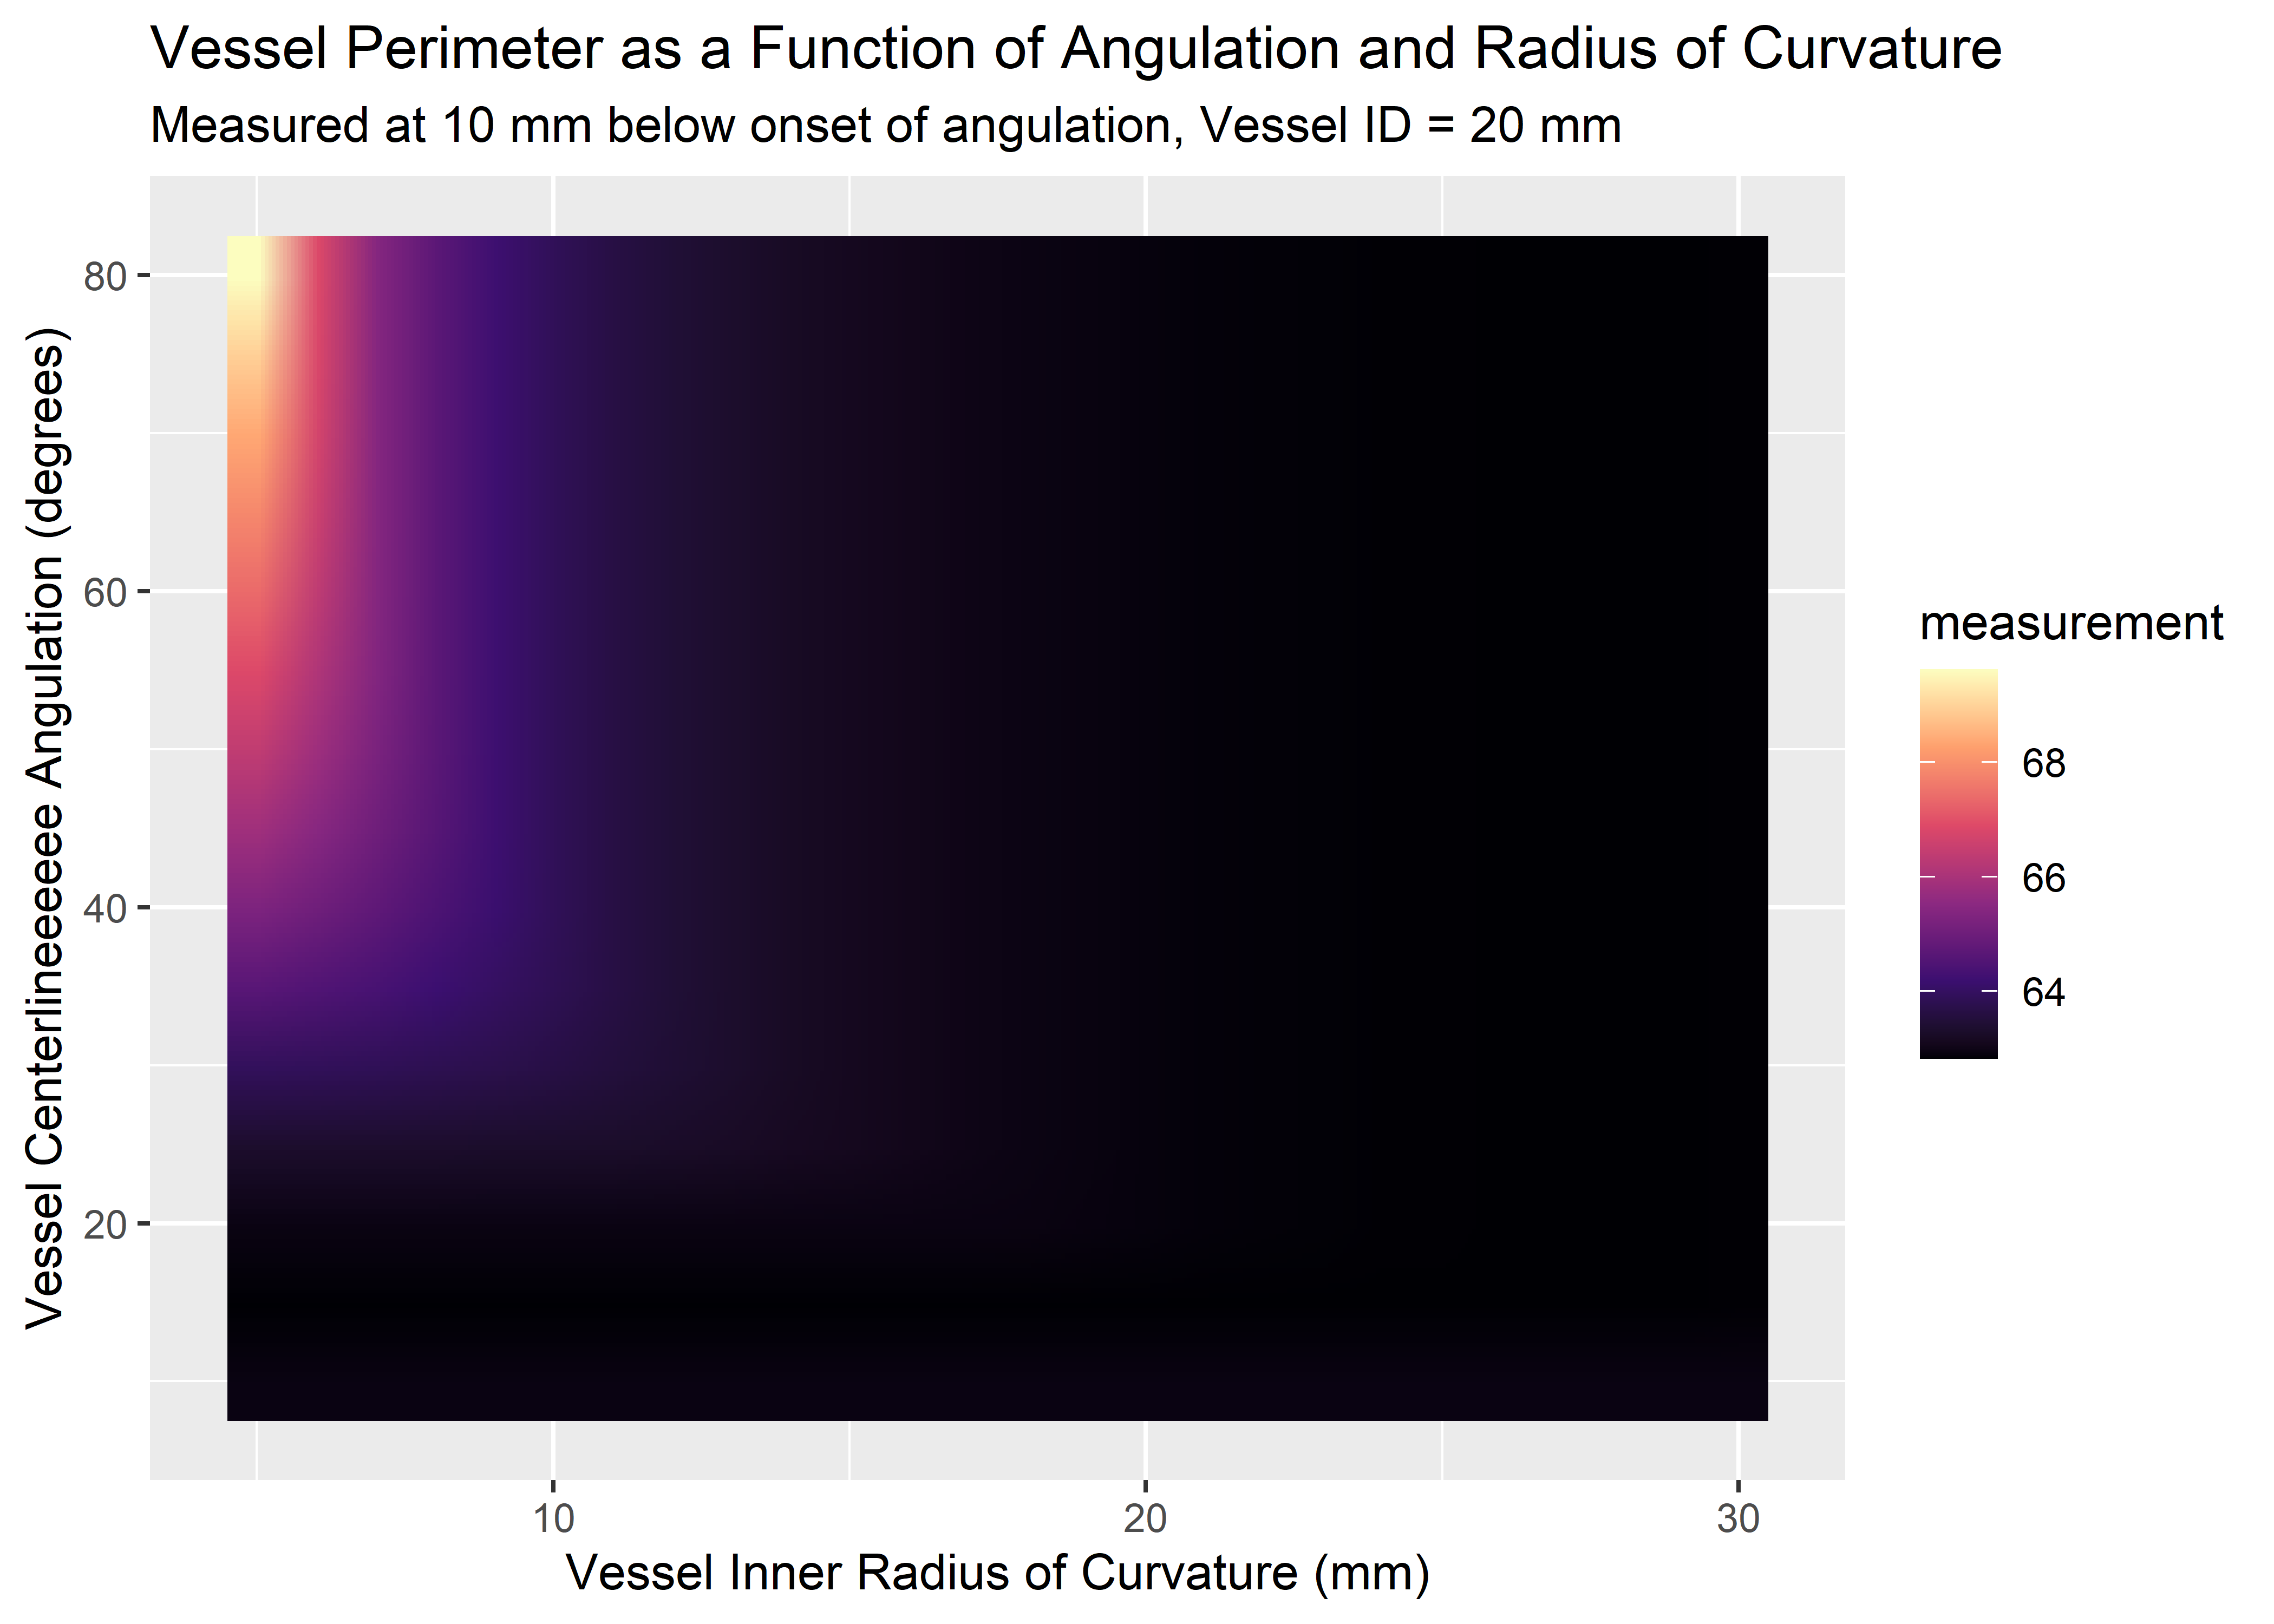 Vessel Perimeter as a Function of Angulation and Radius of Curvature
Measured at 10 mm below onset of angulation, Vessel ID = 20 mm
Vessel Centerlineeeeee Angulation (degrees)
80
60
40
20
10
20
30
Vessel Inner Radius of Curvature (mm)
measurement
68
66
64